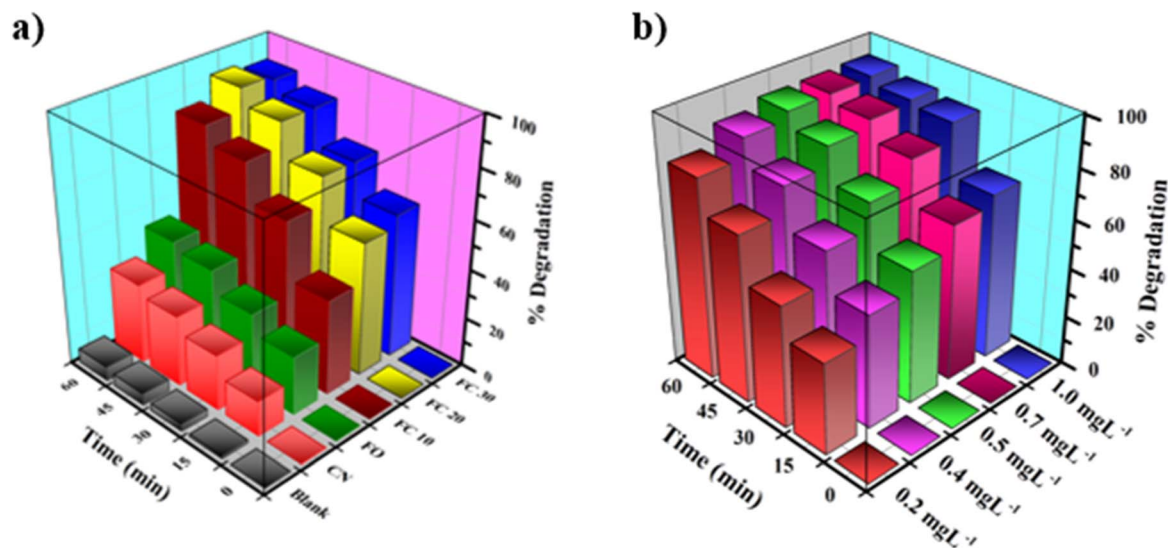 a)
100
80
60
40
20
0
% Degradation
60
45
30
15
0
Time (min)
Blank
CN
FO
FC 10
FC 20
FC 30
b)
100
80
60
40
20
0
% Degradation
60
45
30
15
0
Time (min)
0.2 mgL⁻¹
0.4 mgL⁻¹
0.5 mgL⁻¹
0.7 mgL⁻¹
1.0 mgL⁻¹